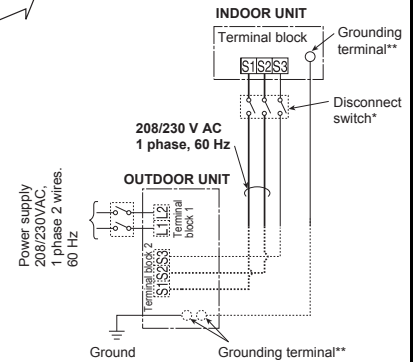 INDOOR UNIT
Terminal block
Grounding
terminal**
S1 S2 S3
Disconnect
switch*
208/230 V AC
1 phase, 60 Hz
OUTDOOR UNIT
Power supply
208/230VAC,
1 phase 2 wires.
60 Hz
L1 L2
Terminal
block 1
Terminal block 2
S1 S2 S3
Ground
Grounding terminal**